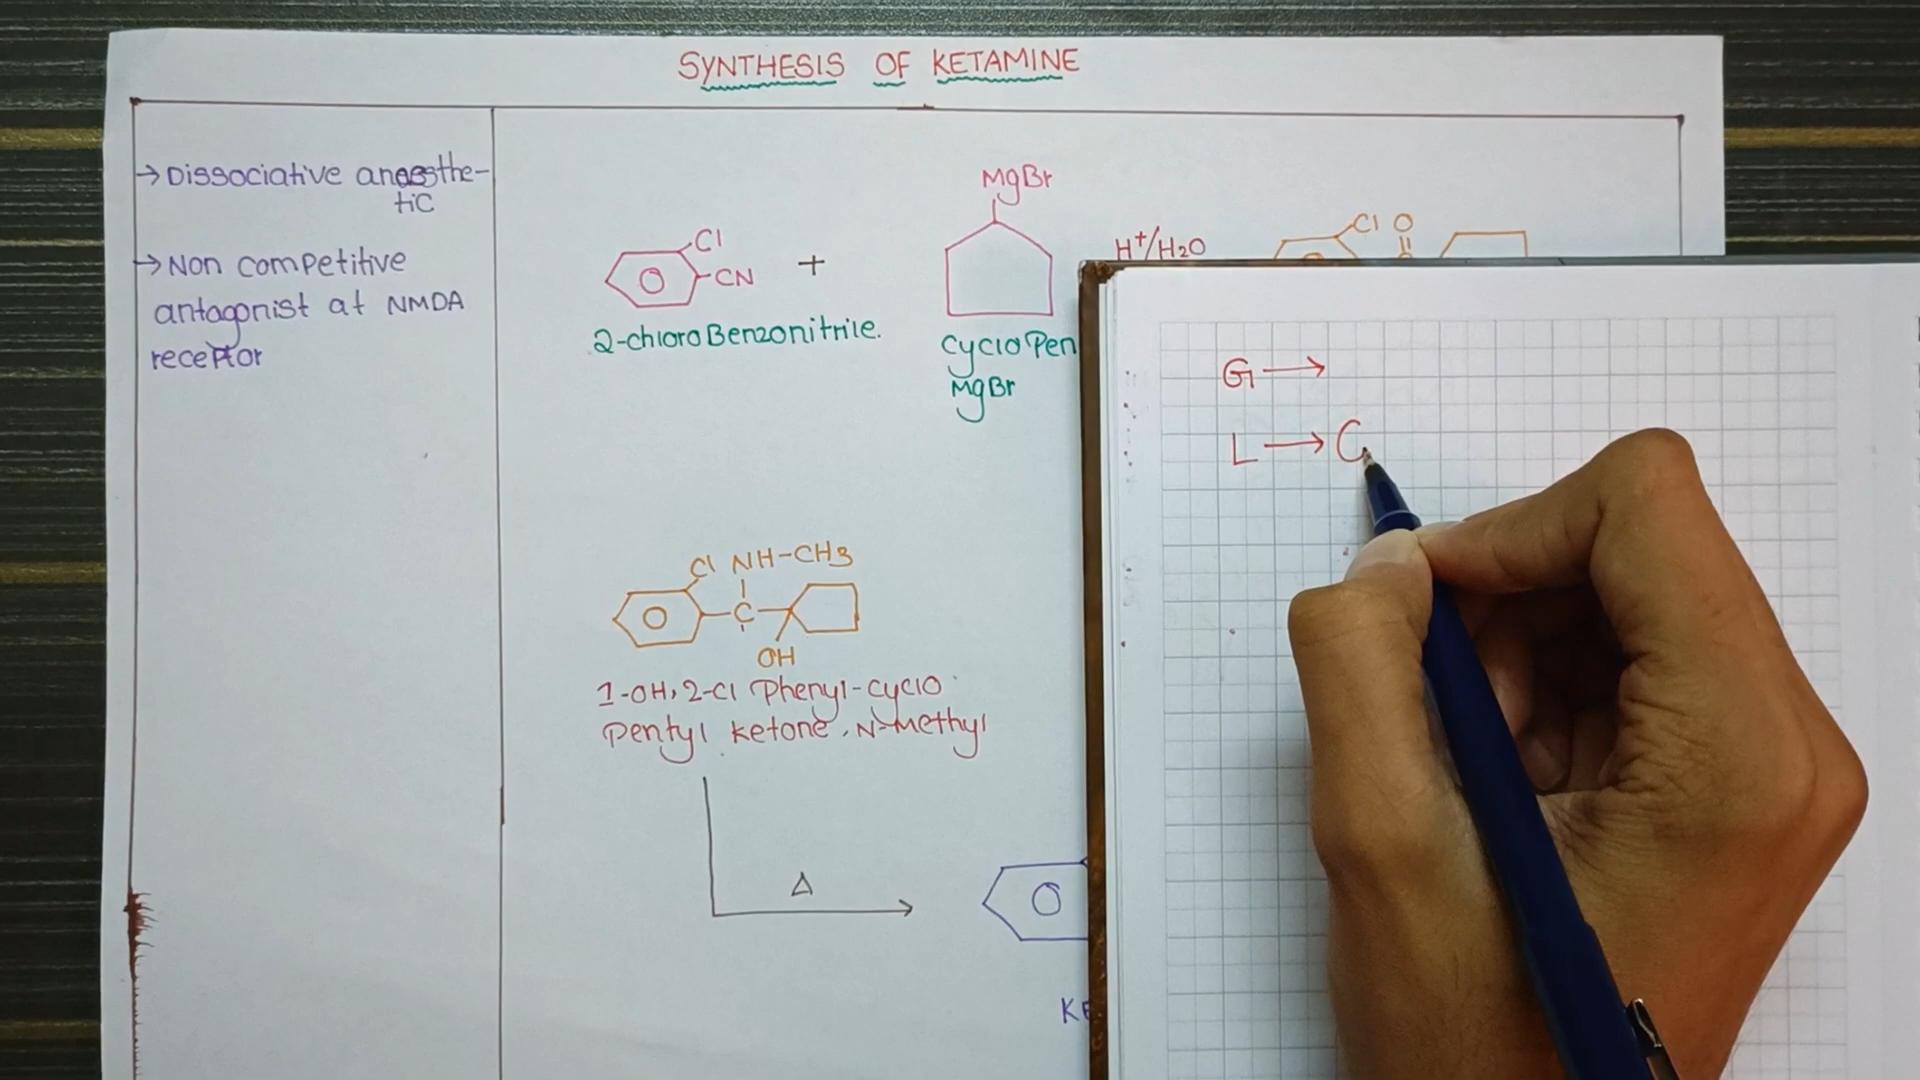 SYNTHESIS OF KETAMINE
→ Dissociative anaesthe-
tic
→ Non competitive
antagonist at NMDA
receptor
Cl
CN
+
2-chloro Benzonitrile.
MgBr
cyclo Pen
MgBr
H⁺/H₂O
Cl O
G →
L → C
Cl NH-CH3
C
OH
1-OH, 2-Cl Phenyl-cyclo
Pentyl ketone, N-Methyl
Δ
KE